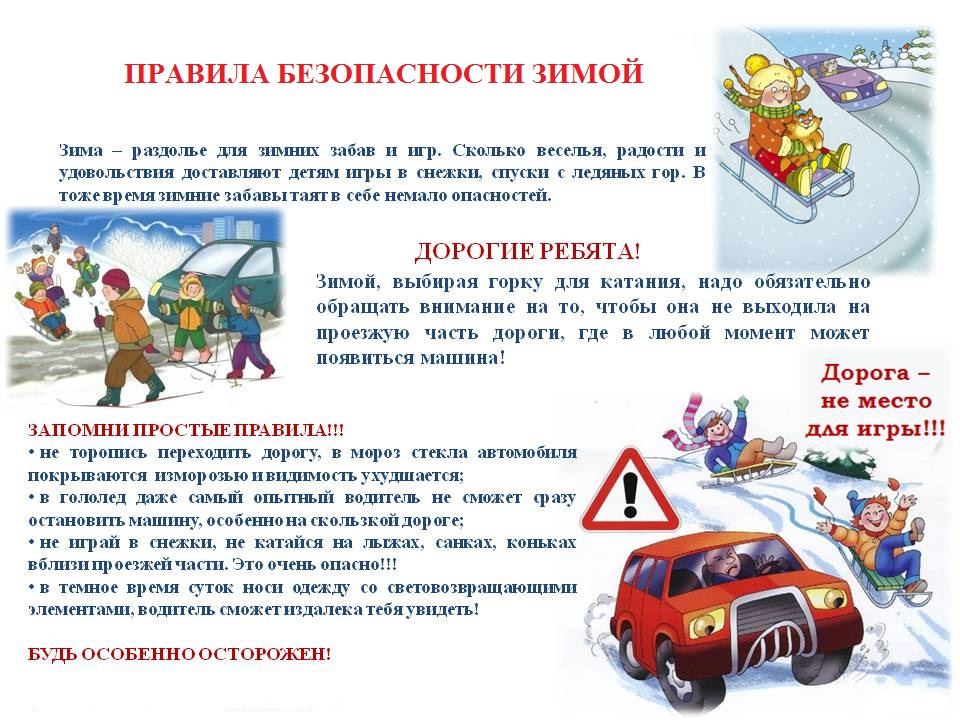 ПРАВИЛА БЕЗОПАСНОСТИ ЗИМОЙ
Зима – раздолье для зимних забав и игр. Сколько веселья, радости и
удовольствия доставляют детям игры в снежки, спуски с ледяных гор. В
тоже время зимние забавы таят в себе немало опасностей.
ДОРОГИЕ РЕБЯТА!
Зимой, выбирая горку для катания, надо обязательно
обращать внимание на то, чтобы она не выходила на
проезжую часть дороги, где в любой момент может
появиться машина!
Дорога –
не место
для игры!!!
ЗАПОМНИ ПРОСТЫЕ ПРАВИЛА!!!
• не торопись переходить дорогу, в мороз стекла автомобиля
покрываются изморозью и видимость ухудшается;
• в гололед даже самый опытный водитель не сможет сразу
остановить машину, особенно на скользкой дороге;
• не играй в снежки, не катайся на лыжах, санках, коньках
вблизи проезжей части. Это очень опасно!!!
• в темное время суток носи одежду со световозвращающими
элементами, водитель сможет издалека тебя увидеть!
БУДЬ ОСОБЕННО ОСТОРОЖЕН!